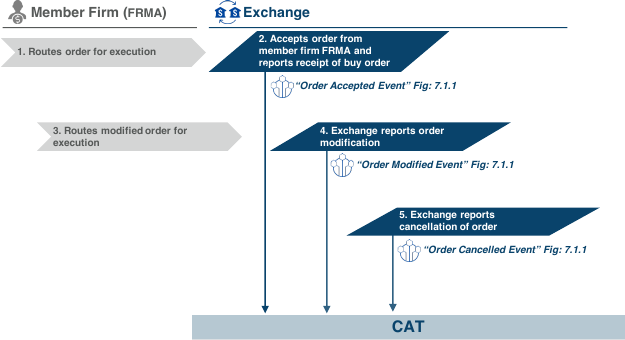 Member Firm (FRMA)
Exchange
1. Routes order for execution
2. Accepts order from
member firm FRMA and
reports receipt of buy order
“Order Accepted Event” Fig: 7.1.1
3. Routes modified order for
execution
4. Exchange reports order
modification
“Order Modified Event” Fig: 7.1.1
5. Exchange reports
cancellation of order
“Order Cancelled Event” Fig: 7.1.1
CAT